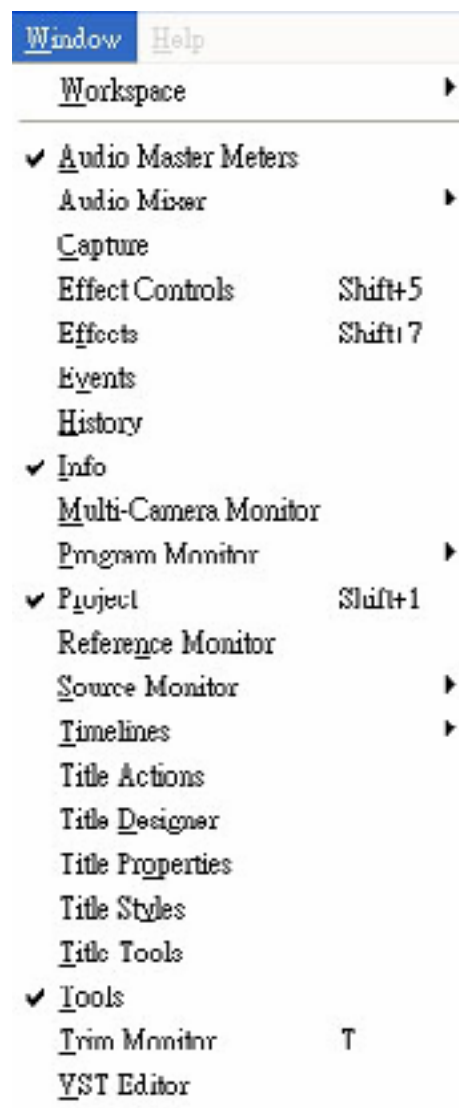 Window Help
Workspace
Audio Master Meters
Audio Mixer
Capture
Effect Controls Shift+5
Effects Shift+7
Events
History
Info
Multi-Camera Monitor
Program Monitor
Project Shift+1
Reference Monitor
Source Monitor
Timelines
Title Actions
Title Designer
Title Properties
Title Styles
Title Tools
Tools
Trim Monitor T
VST Editor